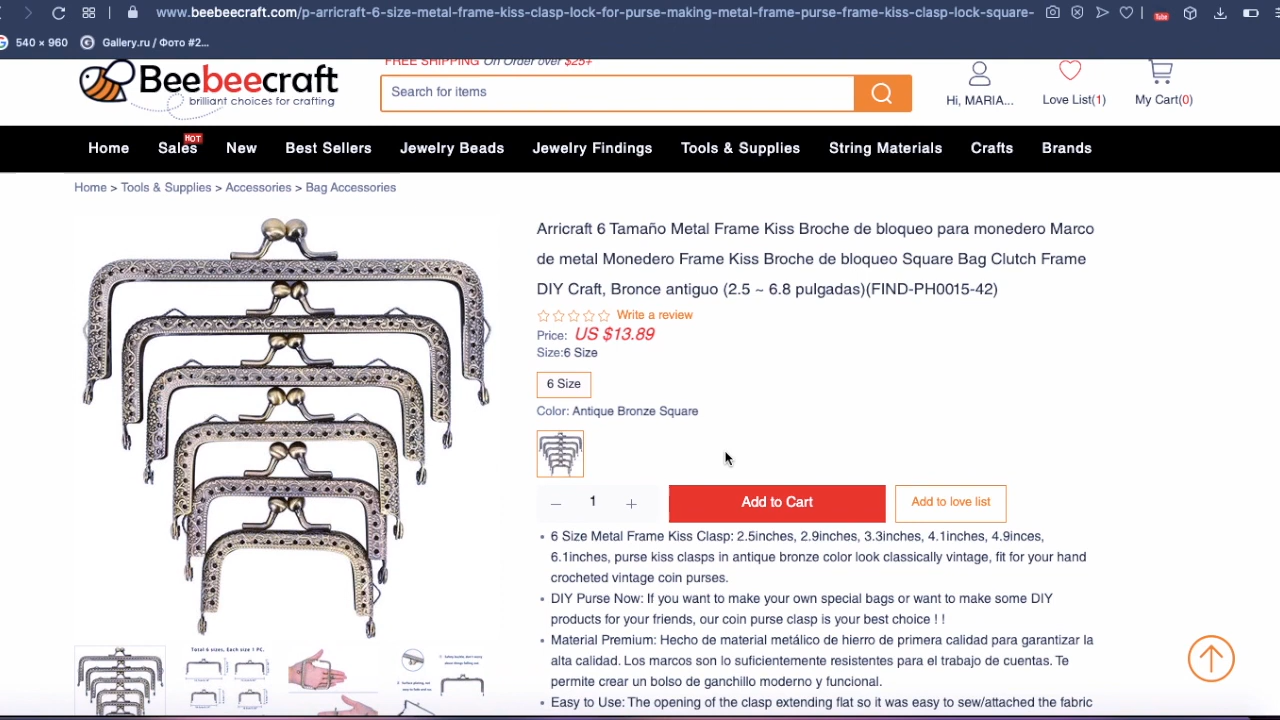 www.beebeecraft.com/p-arricraft-6-size-metal-frame-kiss-clasp-lock-for-purse-making-metal-frame-purse-frame-kiss-clasp-lock-square-
540 × 960
Gallery.ru / Фото #2...
FREE SHIPPING On Order over $25+
Beebeecraft
brilliant choices for crafting
Search for items
Hi, MARIA...
Love List(1)
My Cart(0)
HOT
Home Sales New Best Sellers Jewelry Beads Jewelry Findings Tools & Supplies String Materials Crafts Brands
Home > Tools & Supplies > Accessories > Bag Accessories
Arricraft 6 Tamaño Metal Frame Kiss Broche de bloqueo para monedero Marco
de metal Monedero Frame Kiss Broche de bloqueo Square Bag Clutch Frame
DIY Craft, Bronce antiguo (2.5 ~ 6.8 pulgadas)(FIND-PH0015-42)
Write a review
Price: US $13.89
Size:6 Size
6 Size
Color: Antique Bronze Square
1
Add to Cart
Add to love list
6 Size Metal Frame Kiss Clasp: 2.5inches, 2.9inches, 3.3inches, 4.1inches, 4.9inces,
6.1inches, purse kiss clasps in antique bronze color look classically vintage, fit for your hand
crocheted vintage coin purses.
DIY Purse Now: If you want to make your own special bags or want to make some DIY
products for your friends, our coin purse clasp is your best choice ! !
Material Premium: Hecho de material metálico de hierro de primera calidad para garantizar la
alta calidad. Los marcos son lo suficientemente resistentes para el trabajo de cuentas. Te
permite crear un bolso de ganchillo moderno y funcional.
Easy to Use: The opening of the clasp extending flat so it was easy to sew/attached the fabric
Total 6 sizes, Each size 1 PC.